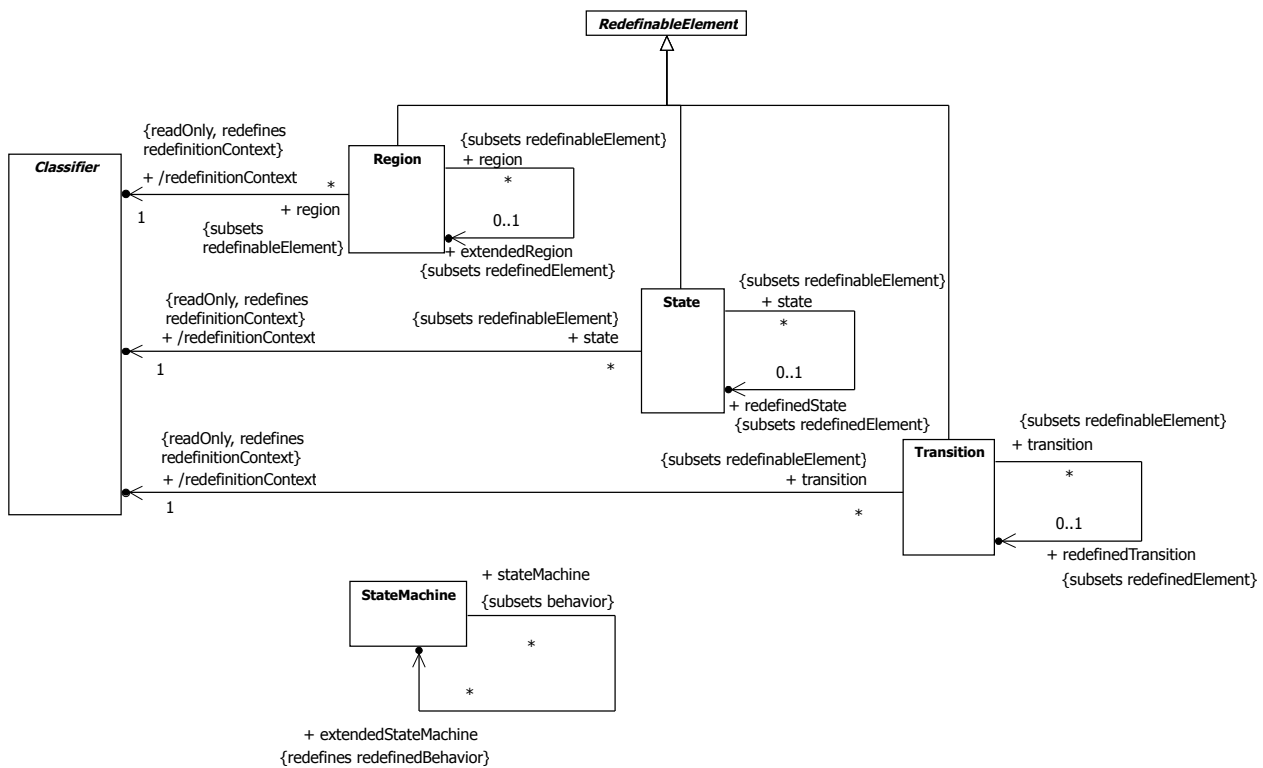 RedefinableElement
Classifier
{readOnly, redefines
redefinitionContext}
+ /redefinitionContext
1
*
+ region
{subsets
redefinableElement}
Region
{subsets redefinableElement}
+ region
*
0..1
+ extendedRegion
{subsets redefinedElement}
{readOnly, redefines
redefinitionContext}
+ /redefinitionContext
1
{subsets redefinableElement}
+ state
*
State
{subsets redefinableElement}
+ state
*
0..1
+ redefinedState
{subsets redefinedElement}
{readOnly, redefines
redefinitionContext}
+ /redefinitionContext
1
{subsets redefinableElement}
+ transition
*
Transition
{subsets redefinableElement}
+ transition
*
0..1
+ redefinedTransition
{subsets redefinedElement}
StateMachine
+ stateMachine
{subsets behavior}
*
*
+ extendedStateMachine
{redefines redefinedBehavior}